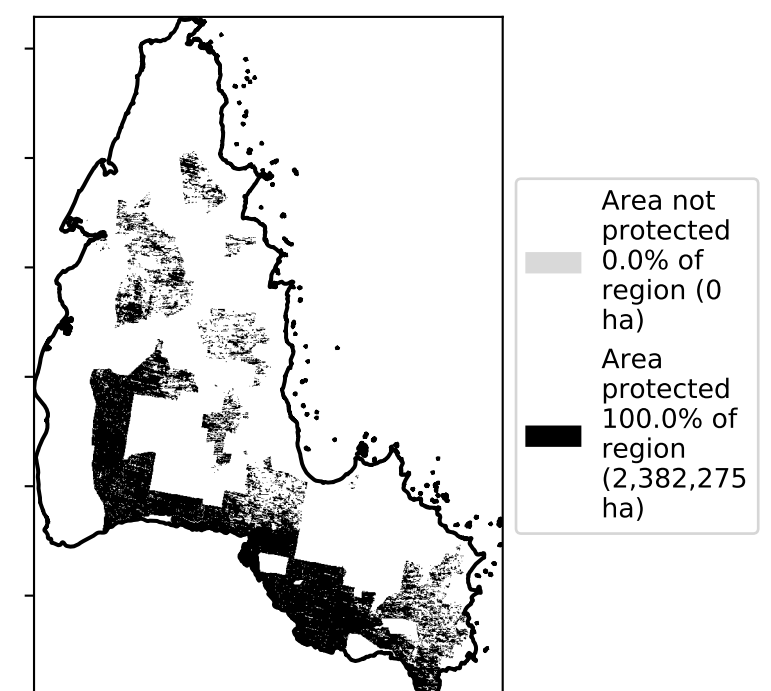 Area not
protected
0.0% of
region (0
ha)
Area
protected
100.0% of
region
(2,382,275
ha)